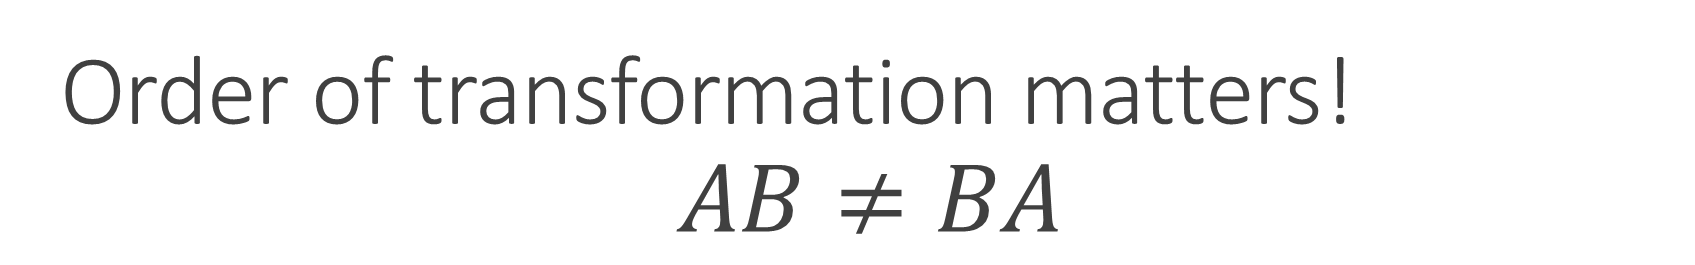 Order of transformation matters!
AB ≠ BA